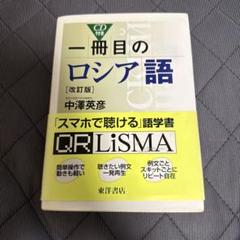 CD付き
一冊目の
ロシア語
[改訂版]
中澤英彦
「スマホで聴ける」語学書
QR LiSMA
簡単操作で
動きも軽い
聴きたい例文
一発再生
例文ごと
スキットごとに
リピート自在
東洋書店